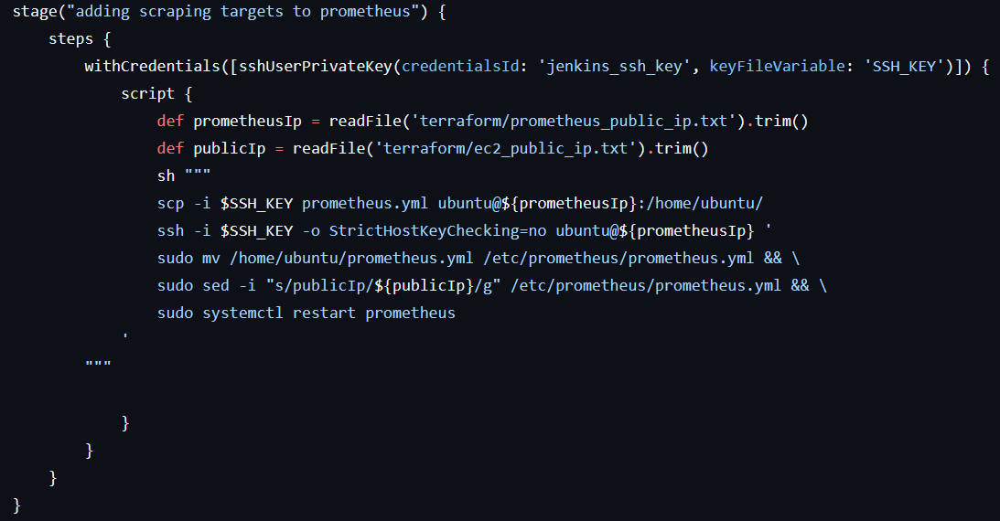 stage("adding scraping targets to prometheus") {
    steps {
        withCredentials([sshUserPrivateKey(credentialsId: 'jenkins_ssh_key', keyFileVariable: 'SSH_KEY')]) {
            script {
                def prometheusIp = readFile('terraform/prometheus_public_ip.txt').trim()
                def publicIp = readFile('terraform/ec2_public_ip.txt').trim()
                sh """
                scp -i $SSH_KEY prometheus.yml ubuntu@${prometheusIp}:/home/ubuntu/
                ssh -i $SSH_KEY -o StrictHostKeyChecking=no ubuntu@${prometheusIp} '
                sudo mv /home/ubuntu/prometheus.yml /etc/prometheus/prometheus.yml && \
                sudo sed -i "s/publicIp/${publicIp}/g" /etc/prometheus/prometheus.yml && \
                sudo systemctl restart prometheus
            '
        """

            }
        }
    }
}